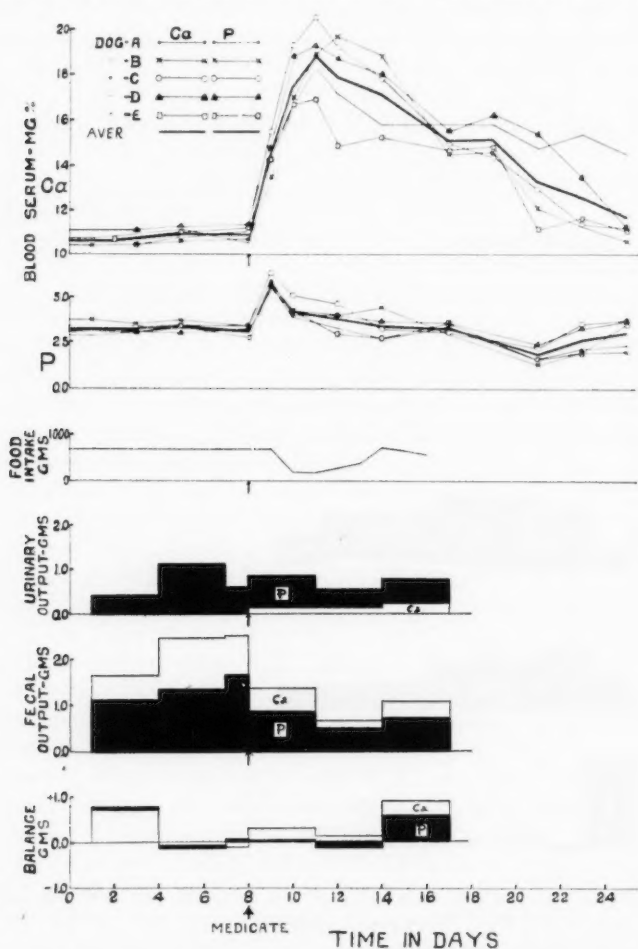 Ca P
DOG-A
" -B
" -C
" -D
" -E
AVER
BLOOD SERUM-MG %
Ca
20
18
16
14
12
10
P
5.0
2.5
0.0
FOOD INTAKE GMS
1000
0
URINARY OUTPUT-GMS
2.0
1.0
0.0
P
Ca
FECAL OUTPUT-GMS
2.0
1.0
0.0
Ca
P
BALANCE GMS
+1.0
0.0
-1.0
Ca
P
0 2 4 6 8 10 12 14 16 18 20 22 24
MEDICATE
TIME IN DAYS